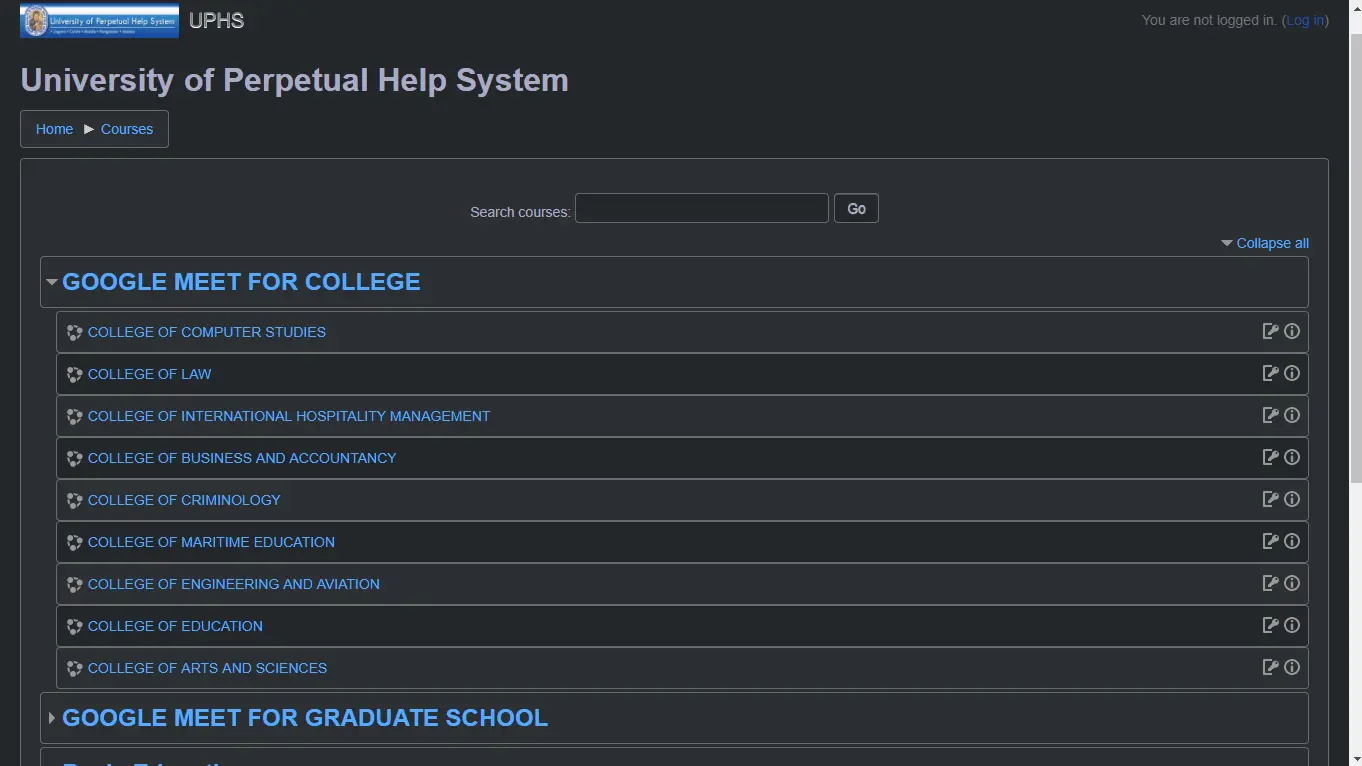 University of Perpetual Help System
UPHS
You are not logged in. (Log in)
University of Perpetual Help System
Home ► Courses
Search courses:
Go
Collapse all
GOOGLE MEET FOR COLLEGE
COLLEGE OF COMPUTER STUDIES
COLLEGE OF LAW
COLLEGE OF INTERNATIONAL HOSPITALITY MANAGEMENT
COLLEGE OF BUSINESS AND ACCOUNTANCY
COLLEGE OF CRIMINOLOGY
COLLEGE OF MARITIME EDUCATION
COLLEGE OF ENGINEERING AND AVIATION
COLLEGE OF EDUCATION
COLLEGE OF ARTS AND SCIENCES
GOOGLE MEET FOR GRADUATE SCHOOL